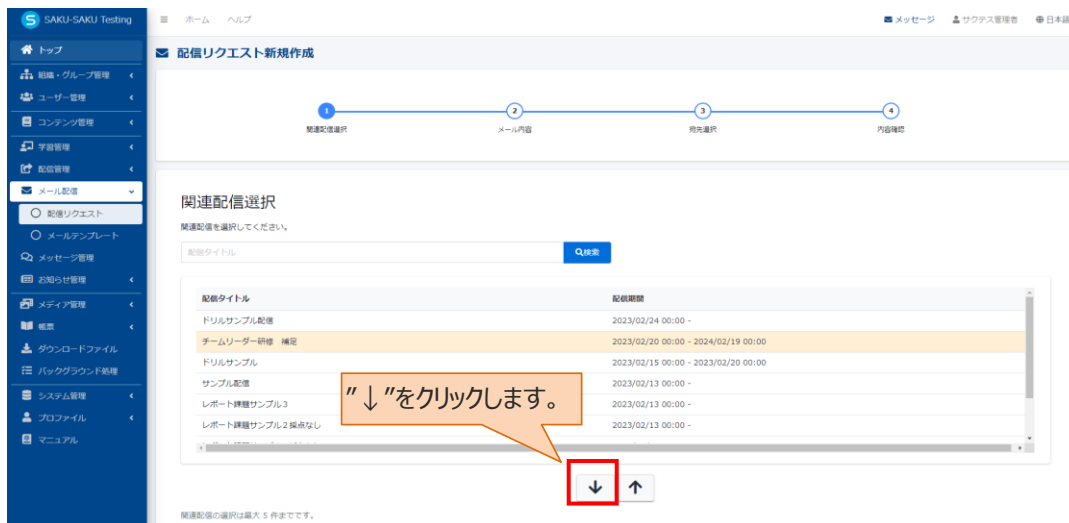 SAKU-SAKU Testing
ホーム ヘルプ
メッセージ サクテス管理者 日本語
トップ
組織・グループ管理
ユーザー管理
コンテンツ管理
学習管理
配信管理
メール配信
配信リクエスト
メールテンプレート
メッセージ管理
お知らせ管理
メディア管理
帳票
ダウンロードファイル
バックグラウンド処理
システム管理
プロファイル
マニュアル
配信リクエスト新規作成
1 2 3 4
関連配信選択 メール内容 宛先選択 内容確認
関連配信選択
関連配信を選択してください。
配信タイトル 検索
配信タイトル 配信期間
ドリルサンプル配信 2023/02/24 00:00 -
チームリーダー研修 補足 2023/02/20 00:00 - 2024/02/19 00:00
ドリルサンプル 2023/02/15 00:00 - 2023/02/20 00:00
サンプル配信 2023/02/13 00:00 -
レポート課題サンプル3 2023/02/13 00:00 -
レポート課題サンプル2採点なし 2023/02/13 00:00 -
"↓"をクリックします。
↓ ↑
関連配信の選択は最大 5 件までです。